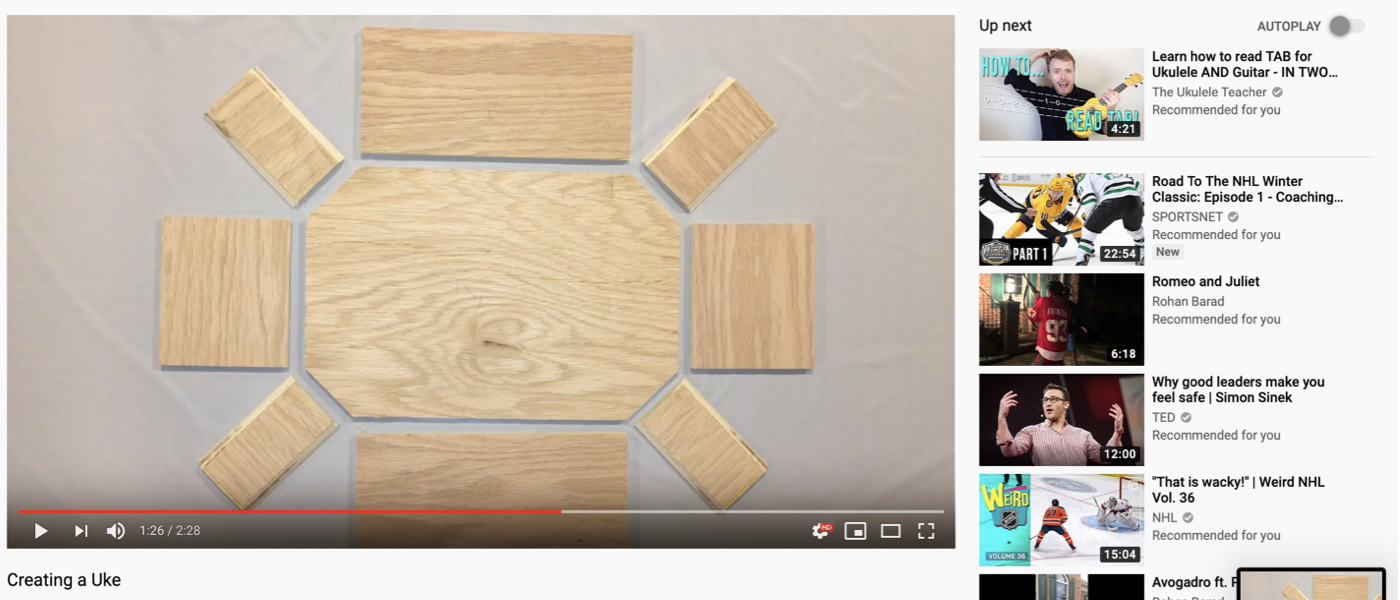 1:26 / 2:28
HD
Creating a Uke
Up next
AUTOPLAY
HOW TO...
READ TAB!
4:21
Learn how to read TAB for
Ukulele AND Guitar - IN TWO...
The Ukulele Teacher
Recommended for you
PART 1
22:54
Road To The NHL Winter
Classic: Episode 1 - Coaching...
SPORTSNET
Recommended for you
New
93
6:18
Romeo and Juliet
Rohan Barad
Recommended for you
12:00
Why good leaders make you
feel safe | Simon Sinek
TED
Recommended for you
WEiRD
VOLUME 36
15:04
"That is wacky!" | Weird NHL
Vol. 36
NHL
Recommended for you
Avogadro ft.